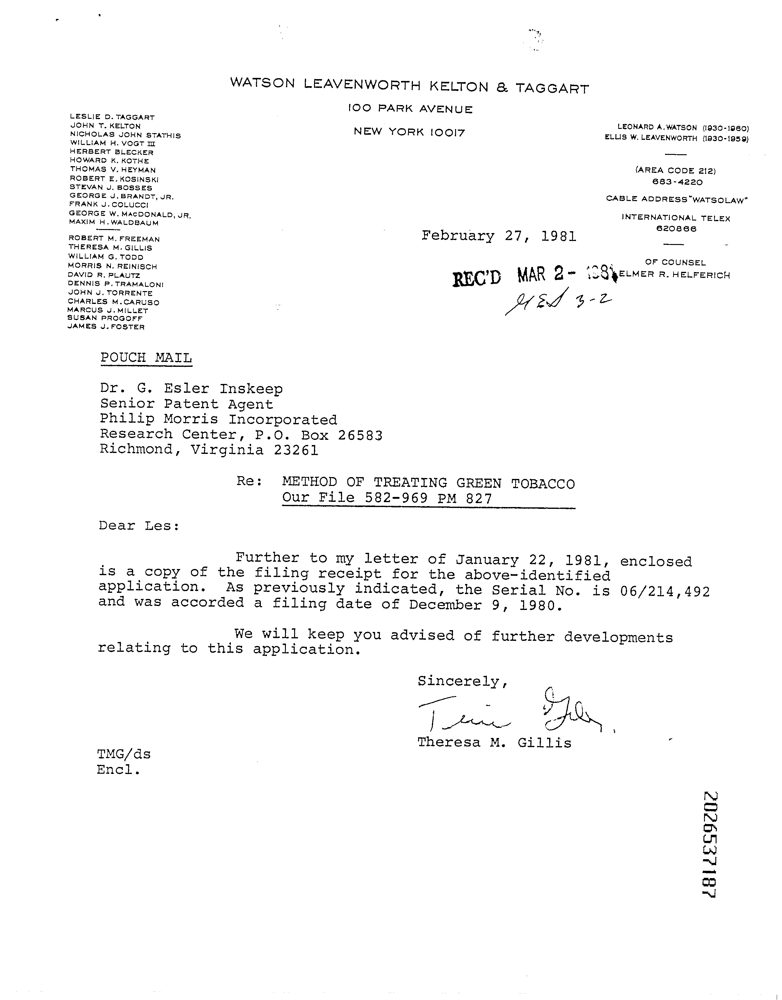 WATSON LEAVENWORTH KELTON & TAGGART
100 PARK AVENUE
NEW YORK 10017
LESLIE D. TAGGART
JOHN T. KELTON
NICHOLAS JOHN STATHIS
WILLIAM H. VOGT III
HERBERT BLECKER
HOWARD K. KOTHE
THOMAS V. HEYMAN
ROBERT E. KOSINSKI
STEVAN J. BOSSES
GEORGE J. BRANDT, JR.
FRANK J. COLUCCI
GEORGE W. MACDONALD, JR.
MAXIM H. WALDBAUM
ROBERT M. FREEMAN
THERESA M. GILLIS
WILLIAM G. TODD
MORRIS N. REINISCH
DAVID R. PLAUTZ
DENNIS P. TRAMALONI
JOHN J. TORRENTE
CHARLES M. CARUSO
MARCUS J. MILLET
SUSAN PROGOFF
JAMES J. FOSTER
LEONARD A. WATSON (1930-1960)
ELLIS W. LEAVENWORTH (1930-1959)
(AREA CODE 212)
683-4220
CABLE ADDRESS "WATSOLAW"
INTERNATIONAL TELEX
620866
OF COUNSEL
ELMER R. HELFERICH
February 27, 1981
REC'D MAR 2- 1981
3-2
POUCH MAIL
Dr. G. Esler Inskeep
Senior Patent Agent
Philip Morris Incorporated
Research Center, P.O. Box 26583
Richmond, Virginia 23261
Re: METHOD OF TREATING GREEN TOBACCO
Our File 582-969 PM 827
Dear Les:
Further to my letter of January 22, 1981, enclosed
is a copy of the filing receipt for the above-identified
application. As previously indicated, the Serial No. is 06/214,492
and was accorded a filing date of December 9, 1980.
We will keep you advised of further developments
relating to this application.
Sincerely,
Theresa M. Gillis
TMG/ds
Encl.
2026537187